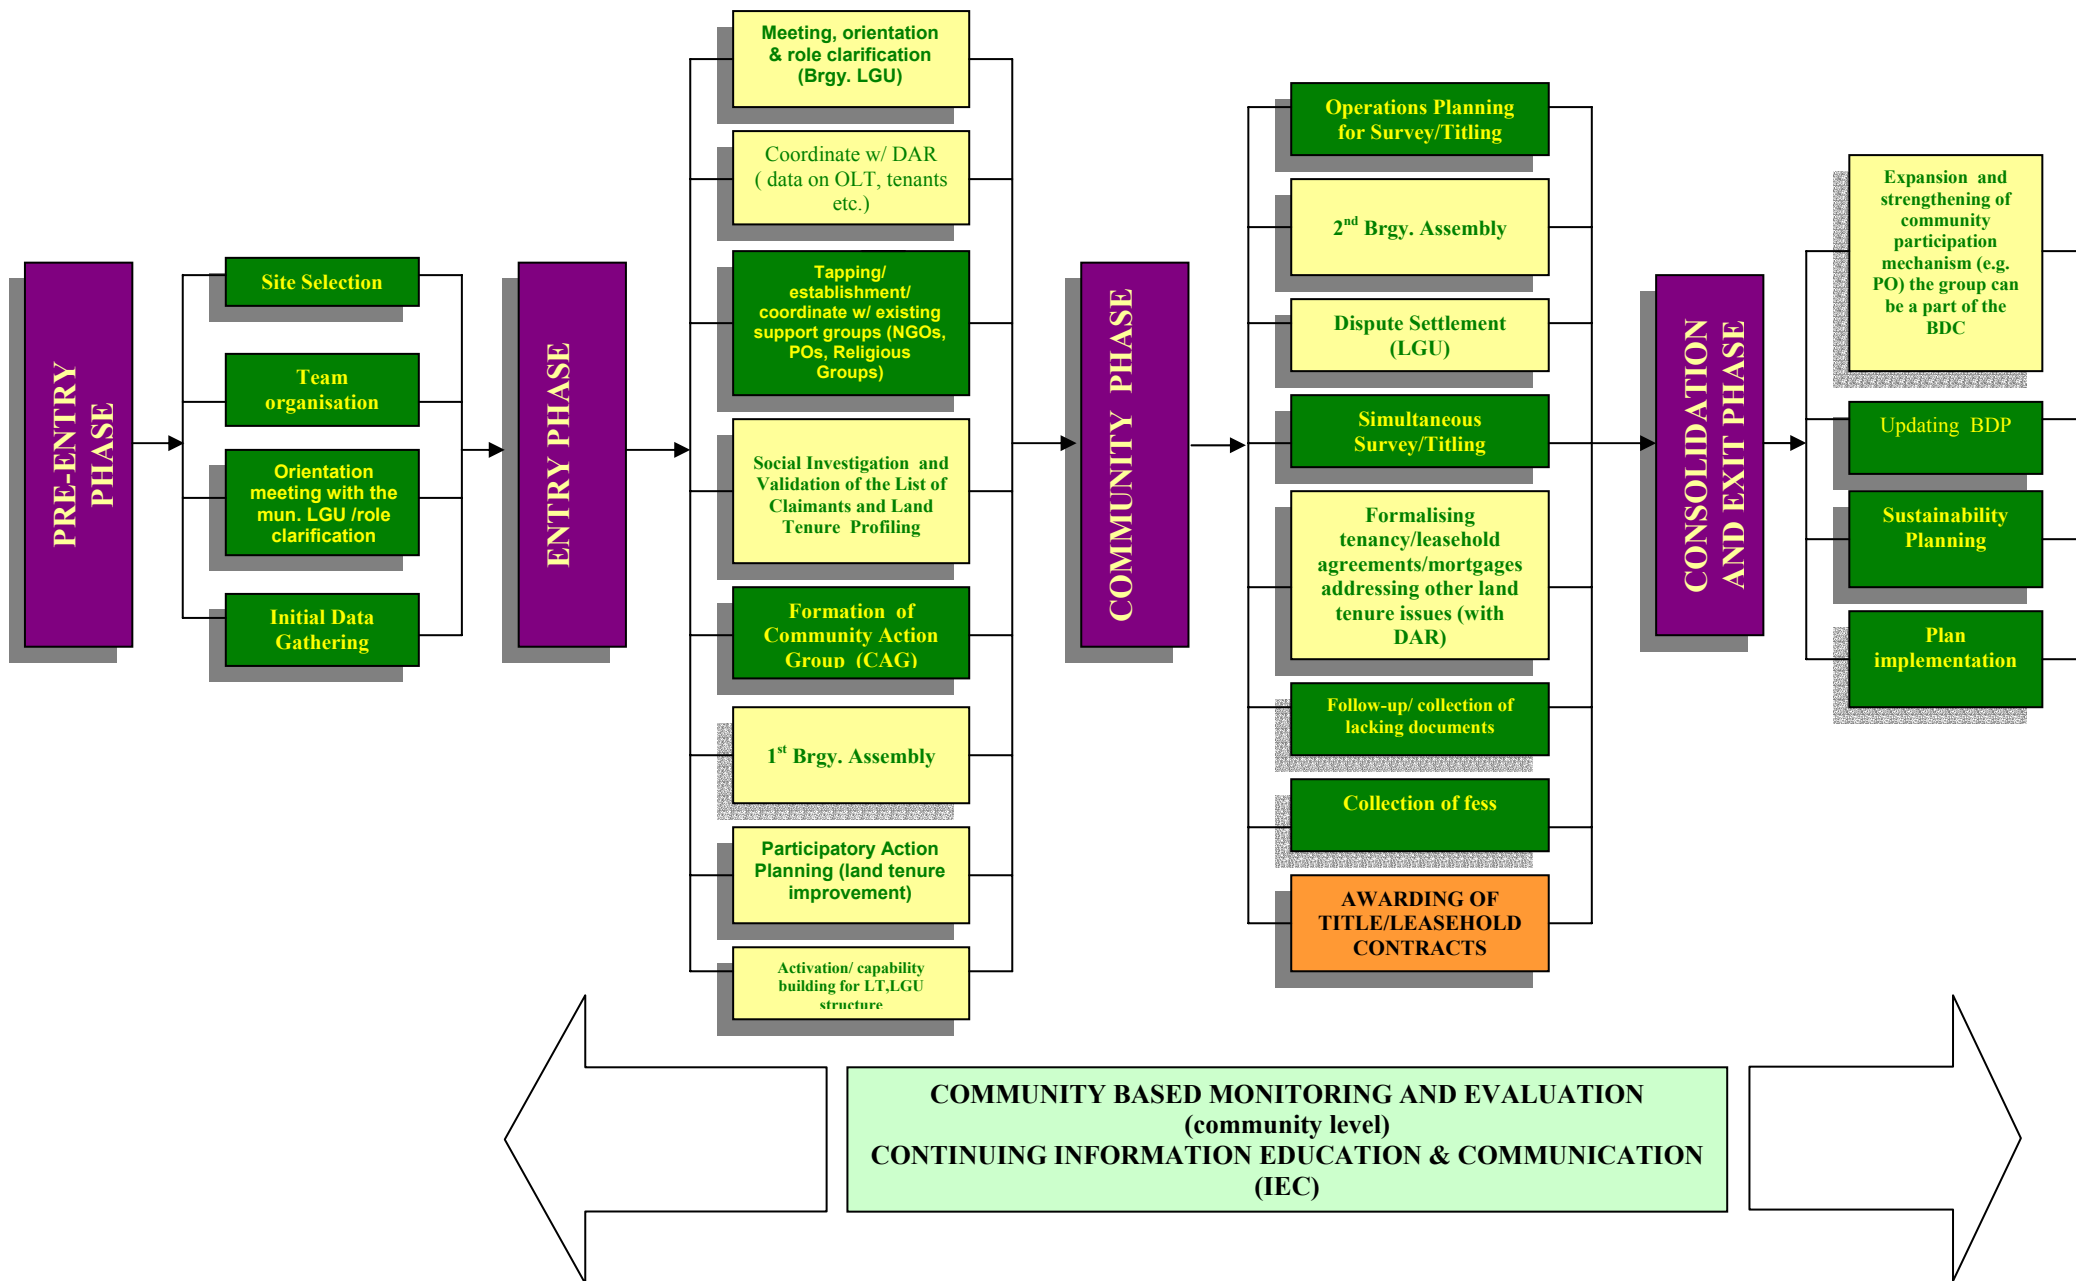 PRE-ENTRY
PHASE
Site Selection
Team
organisation
Orientation
meeting with the
mun. LGU /role
clarification
Initial Data
Gathering
ENTRY PHASE
Meeting, orientation
& role clarification
(Brgy. LGU)
Coordinate w/ DAR
( data on OLT, tenants
etc.)
Tapping/
establishment/
coordinate w/ existing
support groups (NGOs,
POs, Religious
Groups)
Social Investigation and
Validation of the List of
Claimants and Land
Tenure Profiling
Formation of
Community Action
Group (CAG)
1st Brgy. Assembly
Participatory Action
Planning (land tenure
improvement)
Activation/ capability
building for LT,LGU
structure
COMMUNITY PHASE
Operations Planning
for Survey/Titling
2nd Brgy. Assembly
Dispute Settlement
(LGU)
Simultaneous
Survey/Titling
Formalising
tenancy/leasehold
agreements/mortgages
addressing other land
tenure issues (with
DAR)
Follow-up/ collection of
lacking documents
Collection of fess
AWARDING OF
TITLE/LEASEHOLD
CONTRACTS
CONSOLIDATION
AND EXIT PHASE
Expansion and
strengthening of
community
participation
mechanism (e.g.
PO) the group can
be a part of the
BDC
Updating BDP
Sustainability
Planning
Plan
implementation
COMMUNITY BASED MONITORING AND EVALUATION
(community level)
CONTINUING INFORMATION EDUCATION & COMMUNICATION
(IEC)